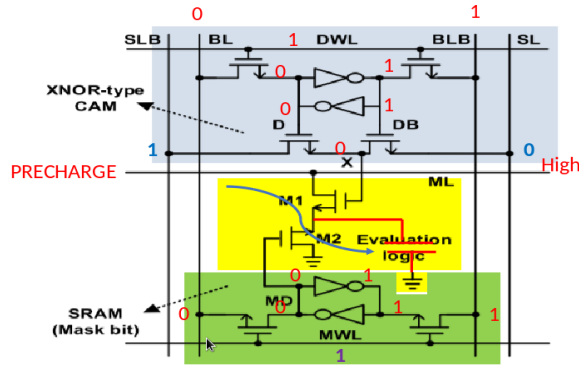 0 1
SLB BL 1 DWL BLB SL
0 1
XNOR-type
CAM
0 1
D DB
1 0 x 0
PRECHARGE High
ML
M1
M2 Evaluation
logic
0 1
MD
SRAM
(Mask bit)
0 0 1 1
MWL
1